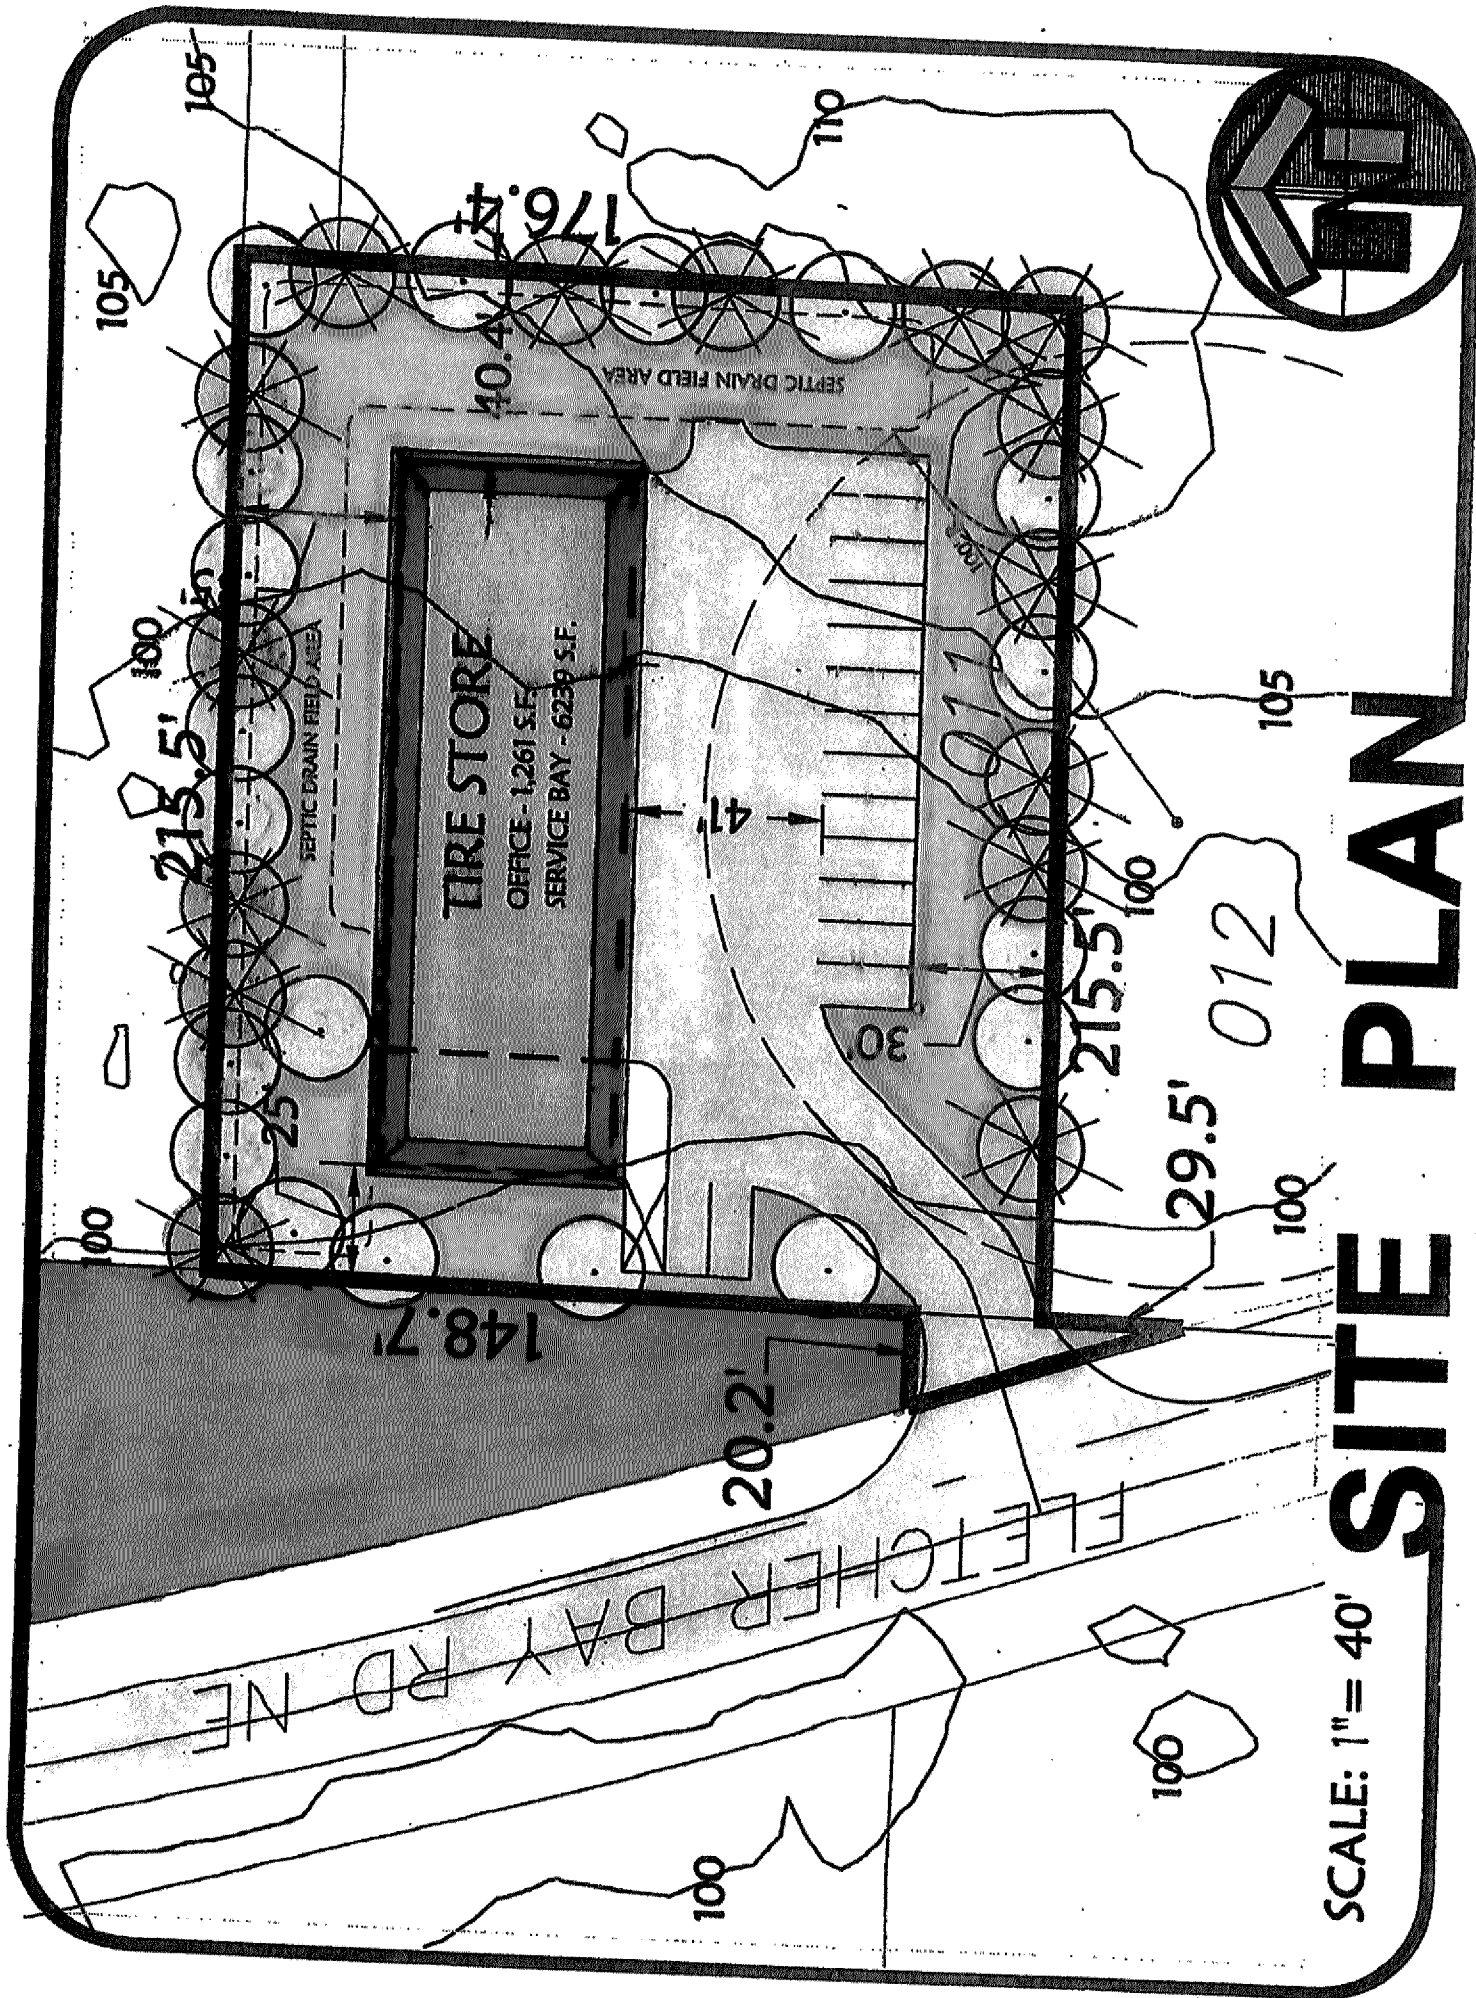 SITE PLAN
SCALE: 1"= 40'
TIRE STORE
OFFICE - 1,261 S.F.
SERVICE BAY - 6239 S.F.
SEPTIC DRAIN FIELD AREA
SEPTIC DRAIN FIELD AREA
FLETCHER BAY RD NE
176.4'
40.4'
215.5'
25'
148.7'
20.2'
41'
30'
215.5'
29.5'
011
012
105
105
110
100
100
105
100
100
100
100
N